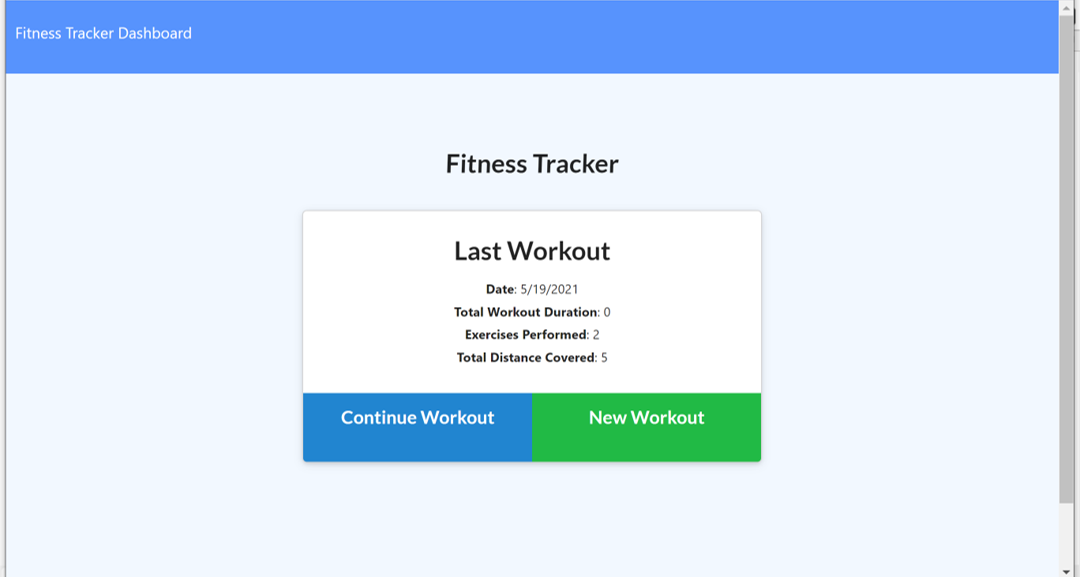 Fitness Tracker Dashboard
Fitness Tracker
Last Workout
Date: 5/19/2021
Total Workout Duration: 0
Exercises Performed: 2
Total Distance Covered: 5
Continue Workout New Workout